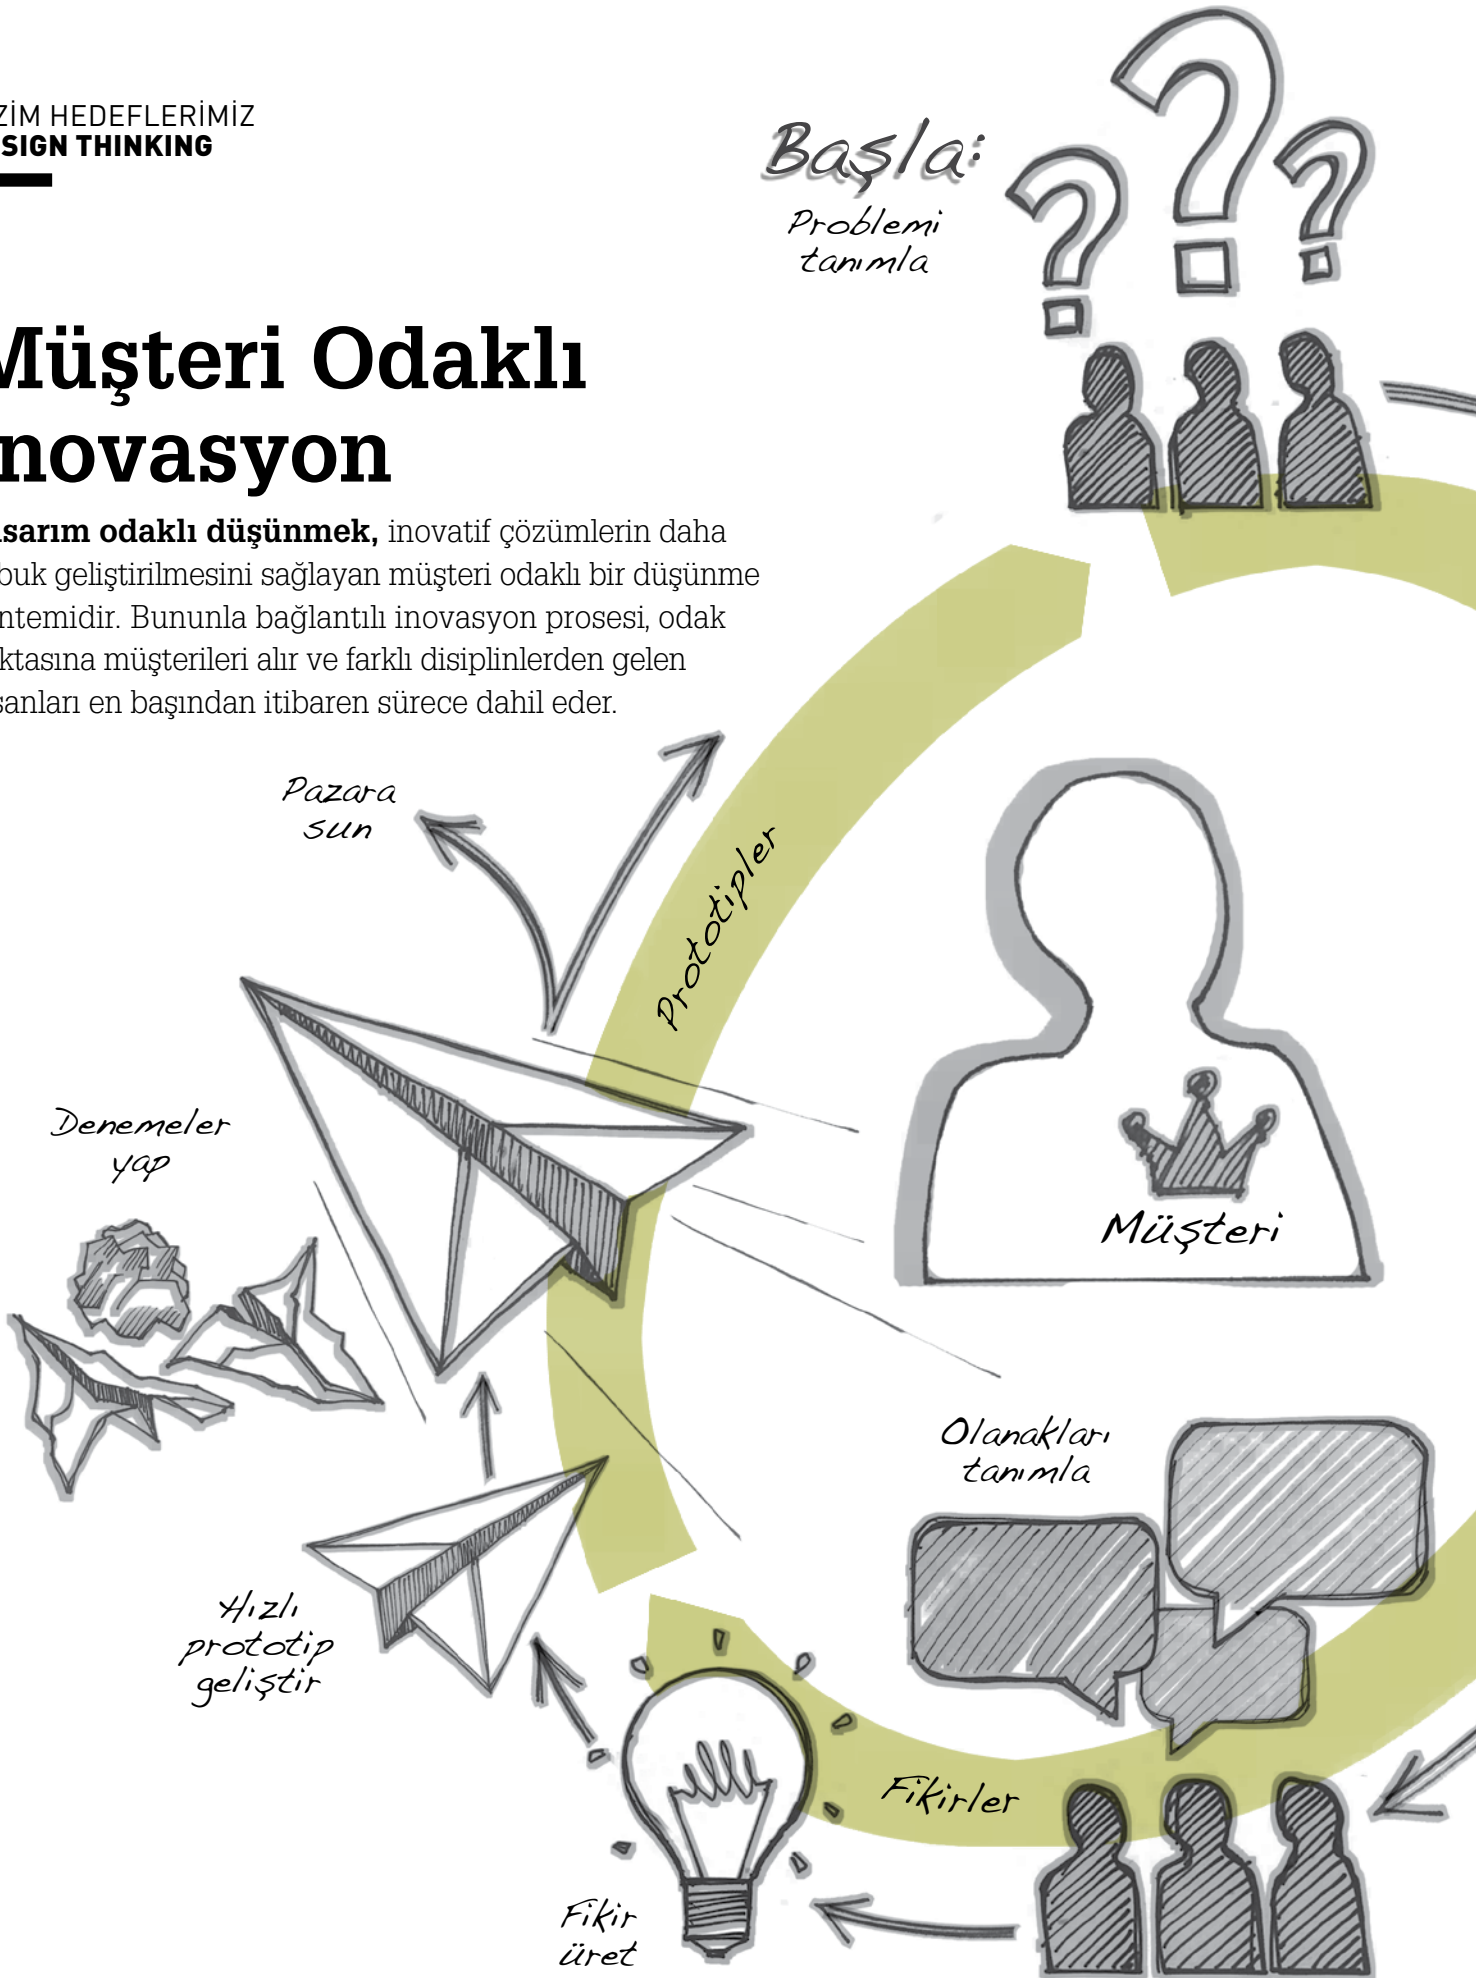 ZİM HEDEFLERİMİZ
SIGN THINKING
Müşteri Odaklı
novasyon
sarım odaklı düşünmek, inovatif çözümlerin daha
buk geliştirilmesini sağlayan müşteri odaklı bir düşünme
ntemidir. Bununla bağlantılı inovasyon prosesi, odak
ktasına müşterileri alır ve farklı disiplinlerden gelen
sanları en başından itibaren sürece dahil eder.
Başla:
Problemi
tanımla
Pazara
sun
Prototipler
Denemeler
yap
Müşteri
Olanakları
tanımla
Hızlı
prototip
geliştir
Fikirler
Fikir
üret